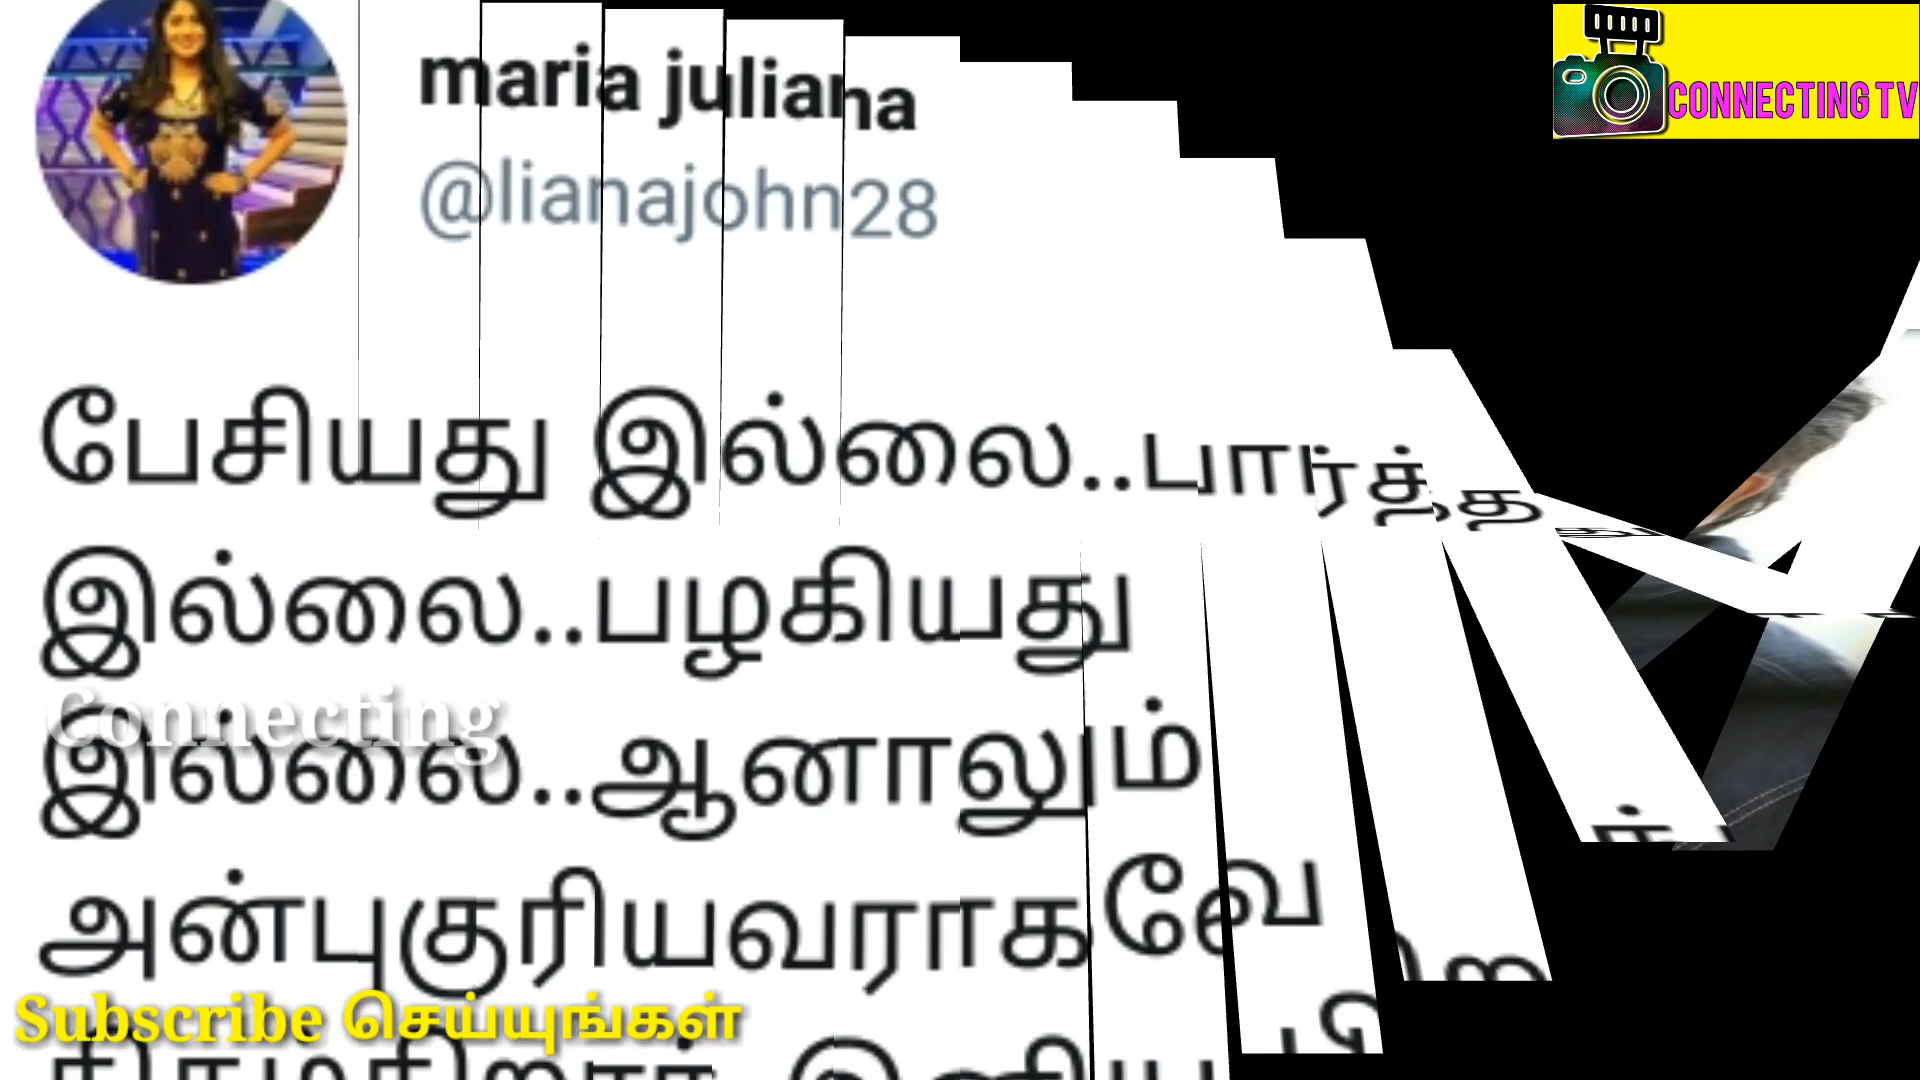 maria juliana
@lianajohn28
CONNECTING TV
பேசியது இல்லை..பார்த்த
இல்லை..பழகியது
Connecting
இல்லை..ஆனாலும்
அன்புகுரியவராகவே
Subscribe செய்யுங்கள்